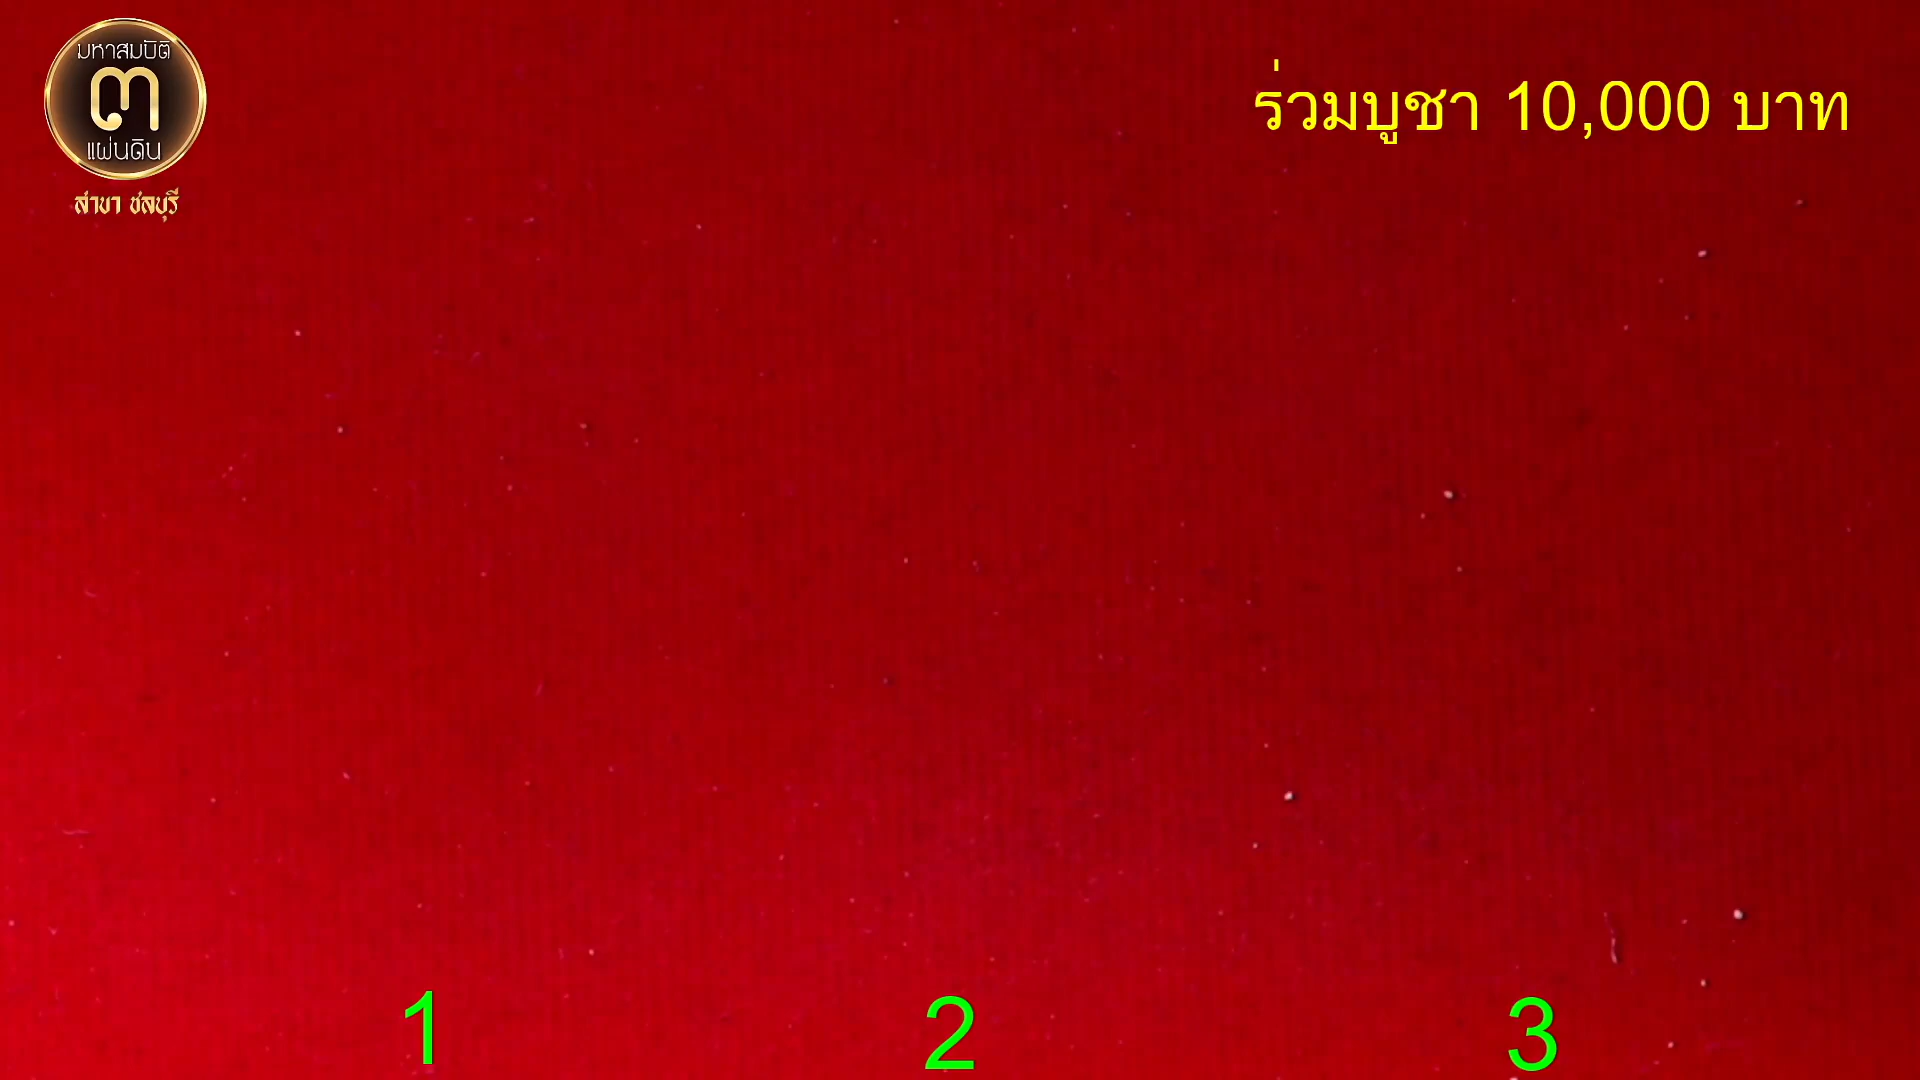 มหาสมบัติ
๓
แผ่นดิน
สาขา ชลบุรี
ร่วมบูชา 10,000 บาท
1 2 3